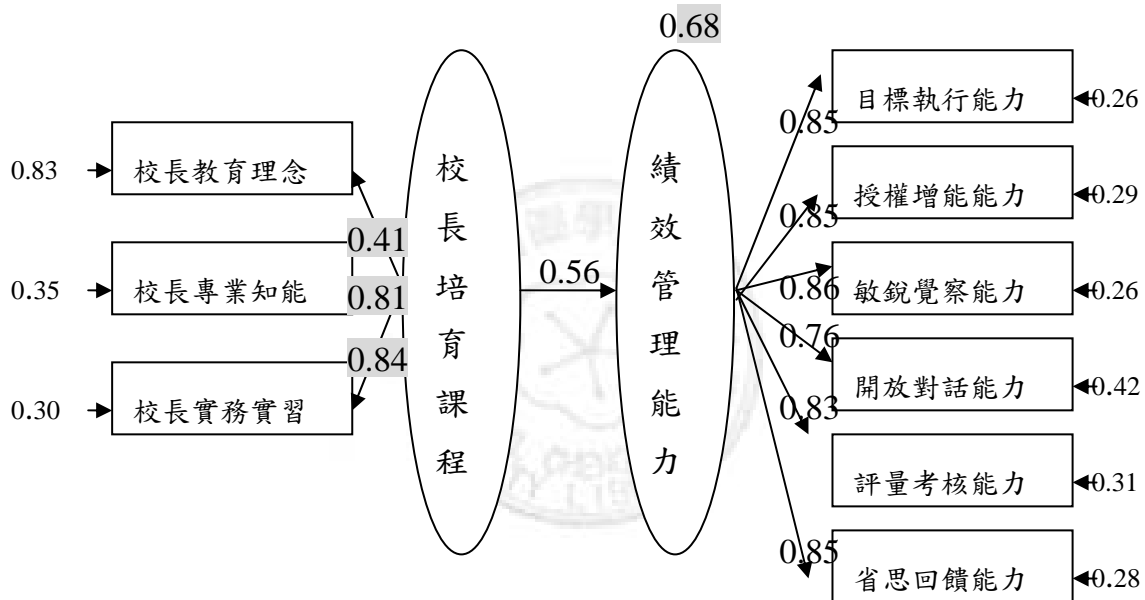 0.68
0.83
校長教育理念
0.41
0.35
校長專業知能
0.81
0.30
校長實務實習
0.84
校長培育課程
0.56
績效管理能力
0.85
目標執行能力
0.26
0.85
授權增能能力
0.29
0.86
敏銳覺察能力
0.26
0.76
開放對話能力
0.42
0.83
評量考核能力
0.31
0.85
省思回饋能力
0.28